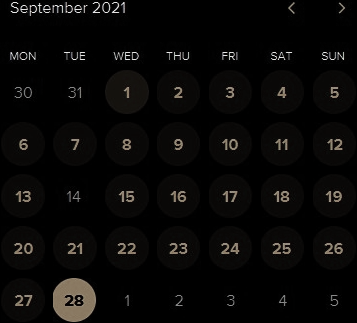 September 2021
MON TUE WED THU FRI SAT SUN
30 31 1 2 3 4 5
6 7 8 9 10 11 12
13 14 15 16 17 18 19
20 21 22 23 24 25 26
27 28 1 2 3 4 5